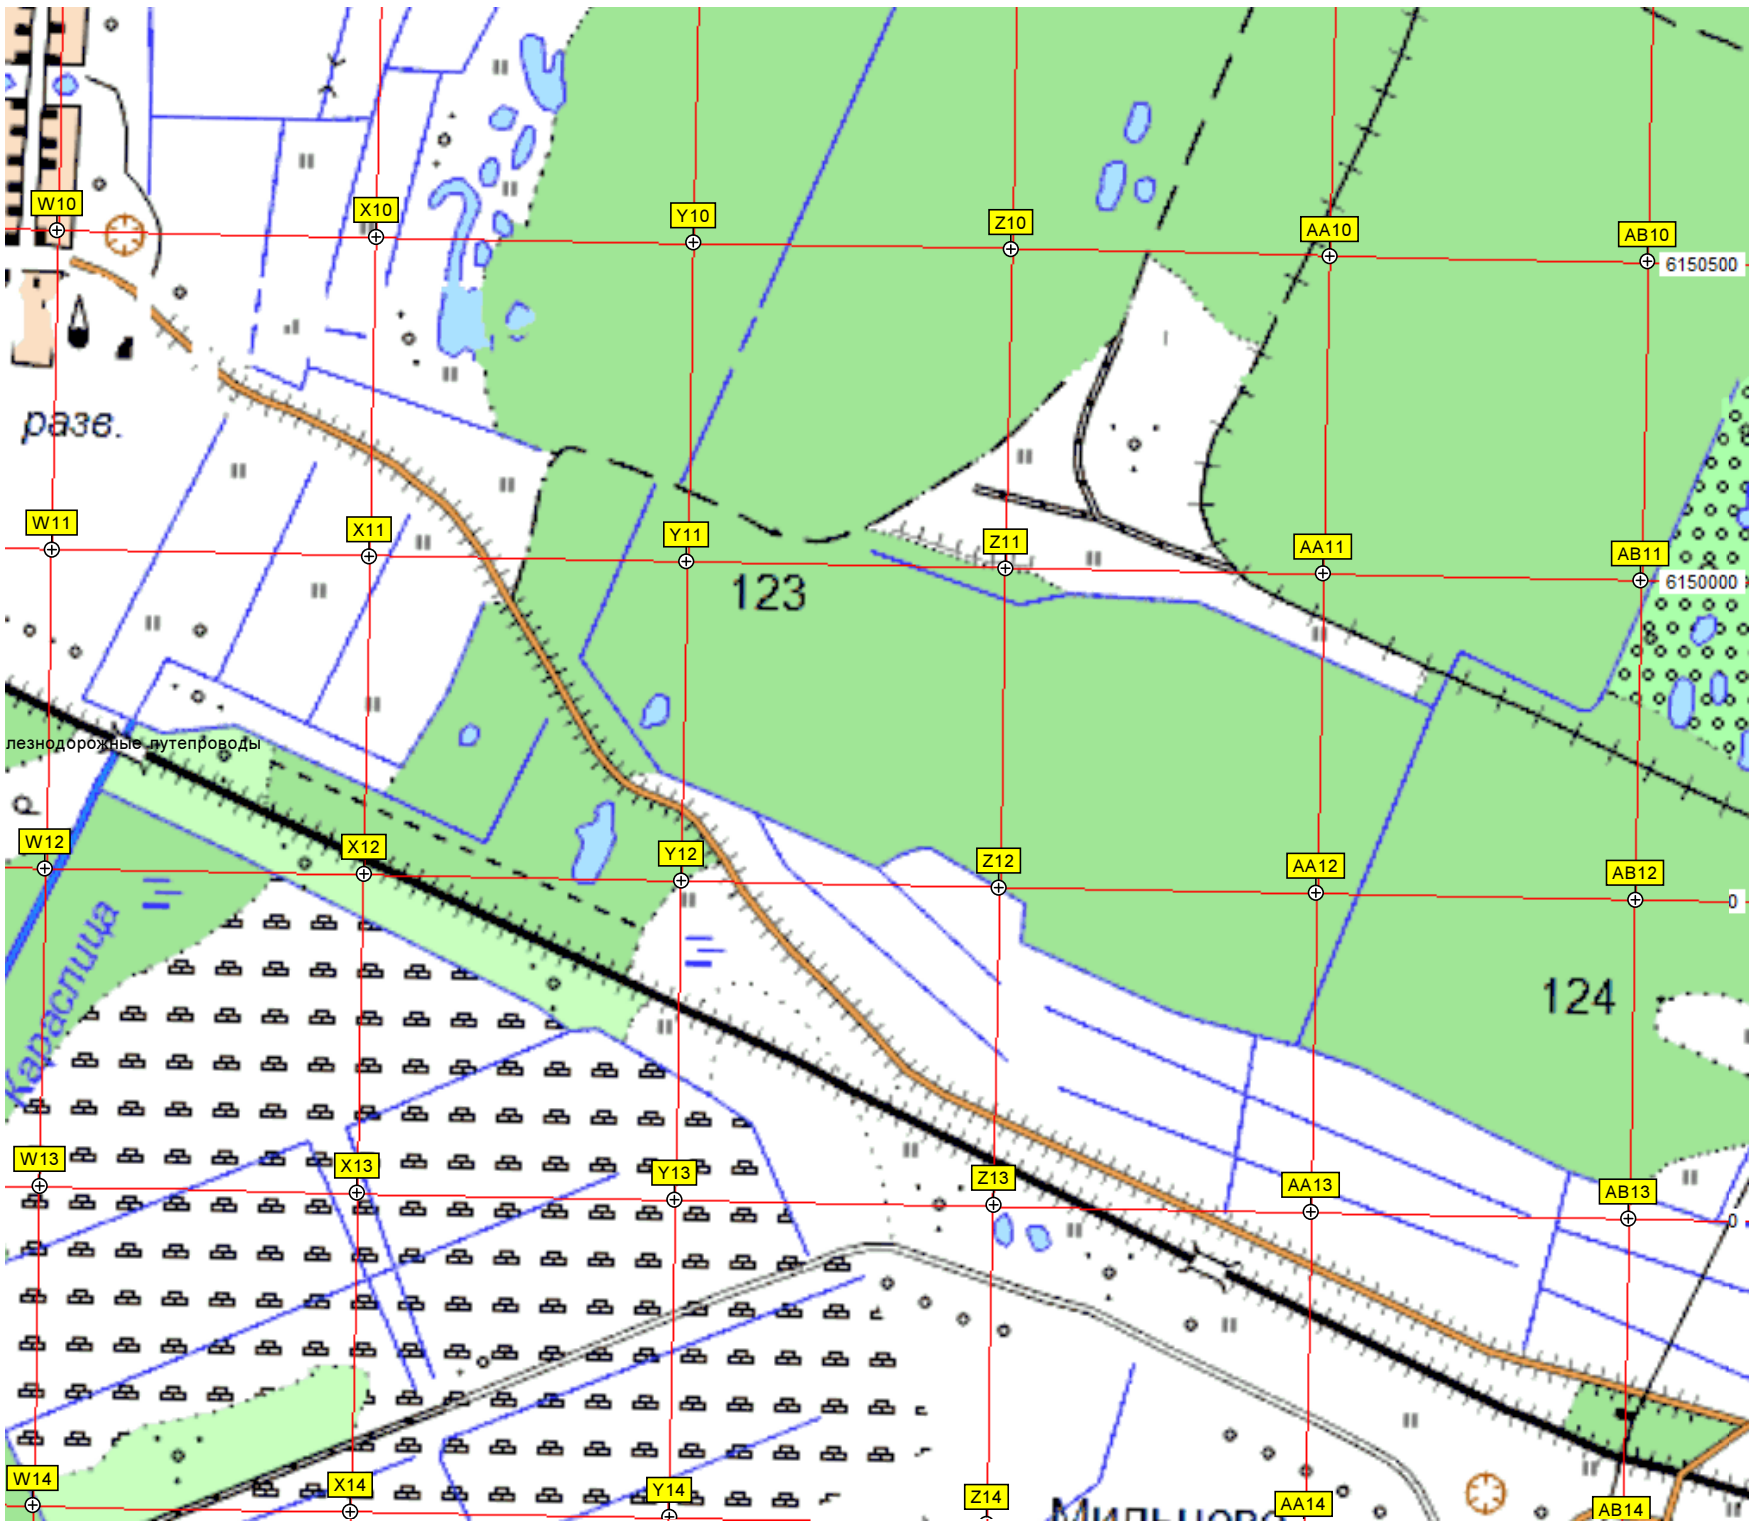 W10
X10
Y10
Z10
AA10
AB10
6150500
разв.
W11
X11
Y11
Z11
AA11
AB11
6150000
123
лезнодорожные путепроводы
р
W12
X12
Y12
Z12
AA12
AB12
0
Караслица
124
W13
X13
Y13
Z13
AA13
AB13
0
W14
X14
Y14
Z14
AA14
AB14
Мильцово